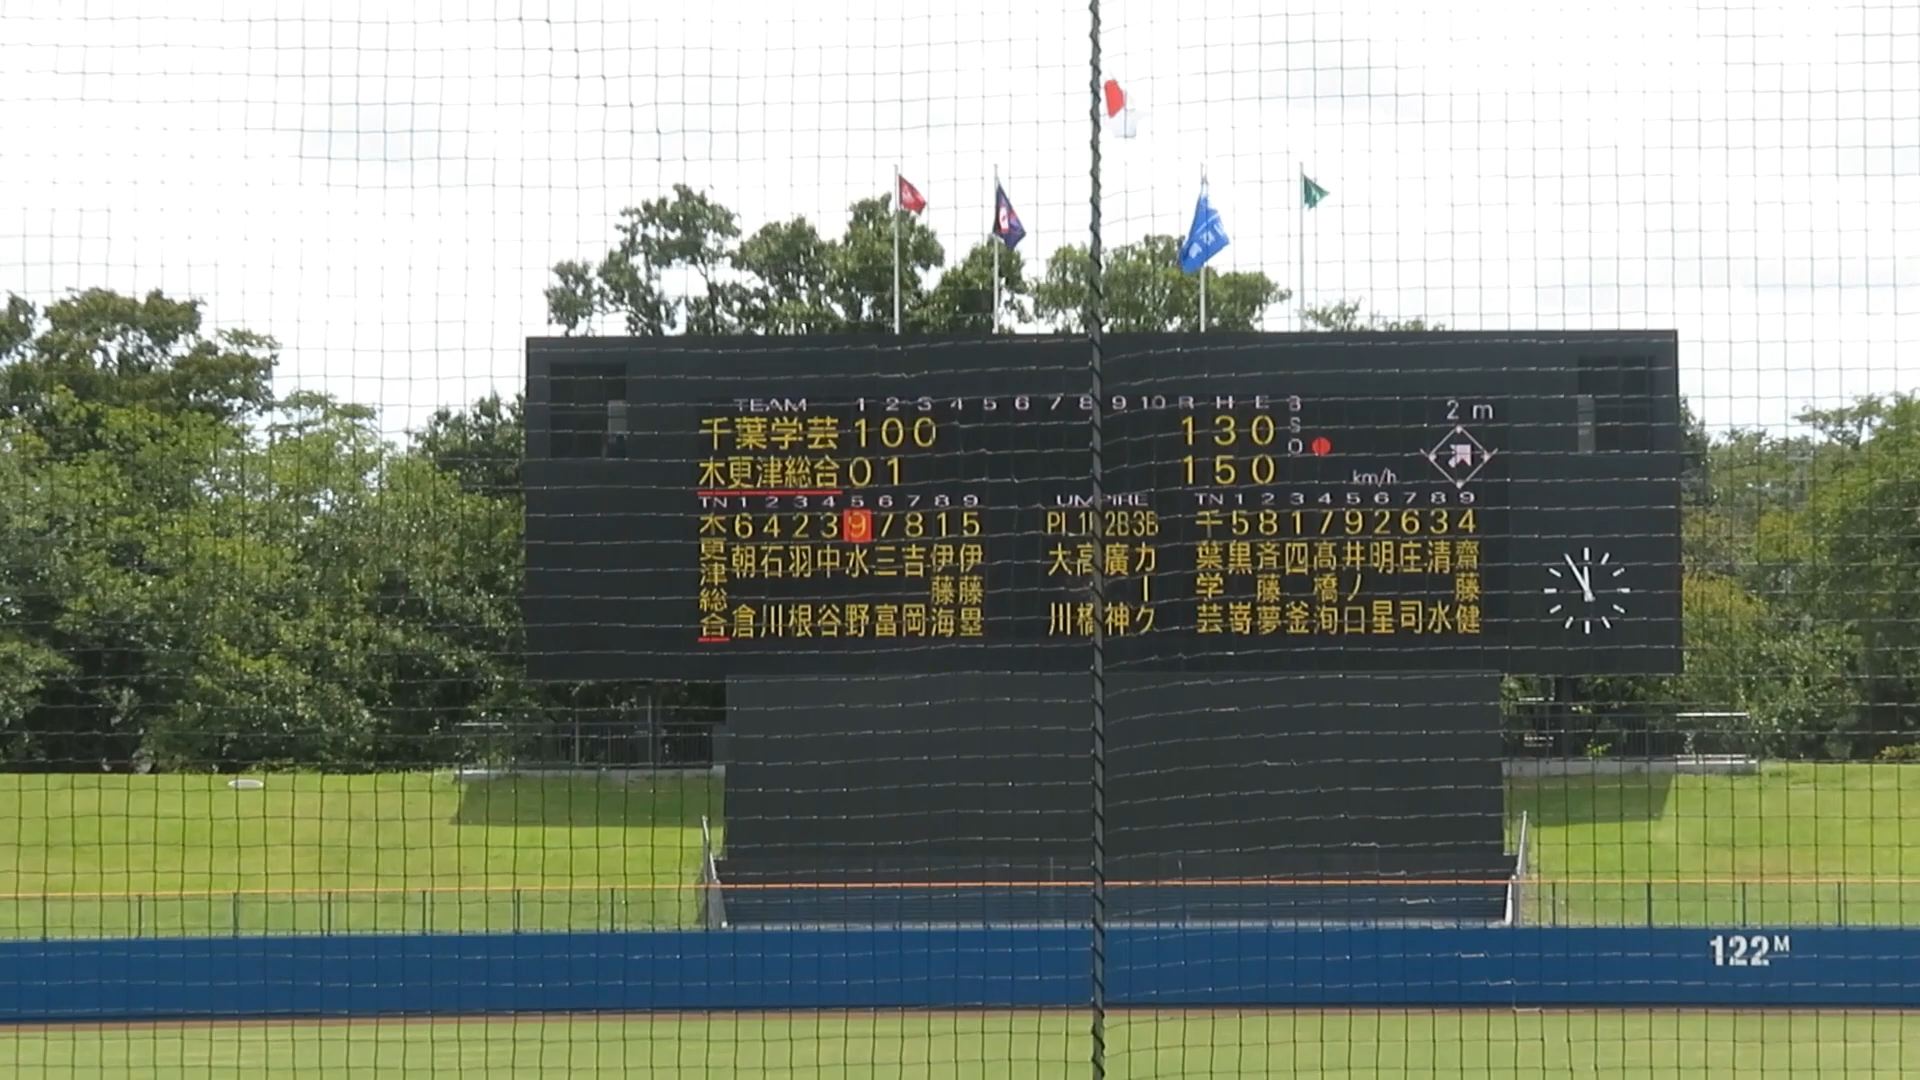 TEAM 1 2 3 4 5 6 7 8 9 10 R H E B
千葉学芸 1 0 0 1 3 0 S
O
2 m
木更津総合 0 1 1 5 0
km/h
TN 1 2 3 4 5 6 7 8 9
木更津総合
6 4 2 3 9 7 8 1 5
朝倉
石川
羽根
中谷
水野
三富
吉岡
伊藤海
伊藤塁
UMPIRE
PL 1B 2B 3B
大川
高橋
廣神
力ーク
TN 1 2 3 4 5 6 7 8 9
千葉学芸
5 8 1 7 9 2 6 3 4
黒嵜
斉藤夢
四釜
高橋洵
井ノ口
明星
庄司
清水
齋藤健
122M